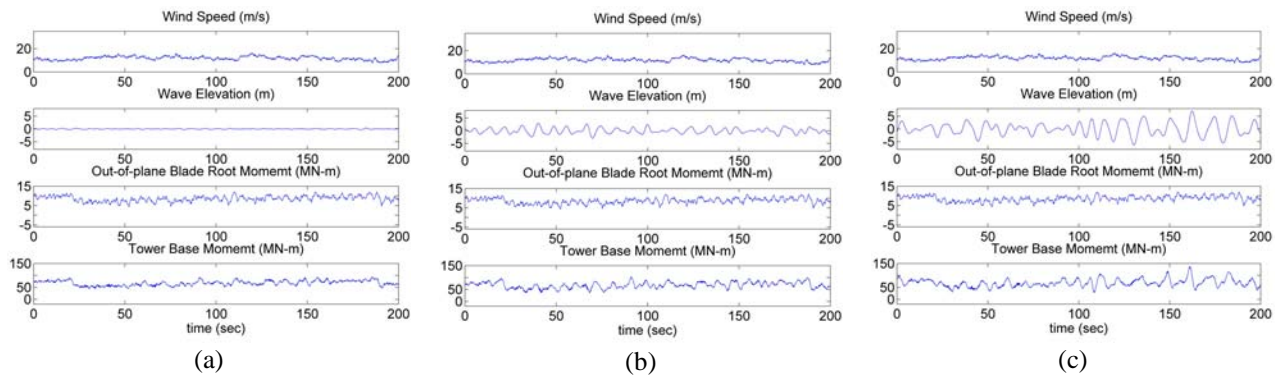 Wind Speed (m/s)
20
0
0 50 100 150 200
Wave Elevation (m)
5
0
-5
0 50 100 150 200
Out-of-plane Blade Root Momemt (MN-m)
15
5
-5
0 50 100 150 200
Tower Base Momemt (MN-m)
150
50
0
0 50 100 150 200
time (sec)
(a)
Wind Speed (m/s)
20
0
0 50 100 150 200
Wave Elevation (m)
5
0
-5
0 50 100 150 200
Out-of-plane Blade Root Momemt (MN-m)
15
5
-5
0 50 100 150 200
Tower Base Momemt (MN-m)
150
50
0
0 50 100 150 200
time (sec)
(b)
Wind Speed (m/s)
20
0
0 50 100 150 200
Wave Elevation (m)
5
0
-5
0 50 100 150 200
Out-of-plane Blade Root Momemt (MN-m)
15
5
-5
0 50 100 150 200
Tower Base Momemt (MN-m)
150
50
0
0 50 100 150 200
time (sec)
(c)